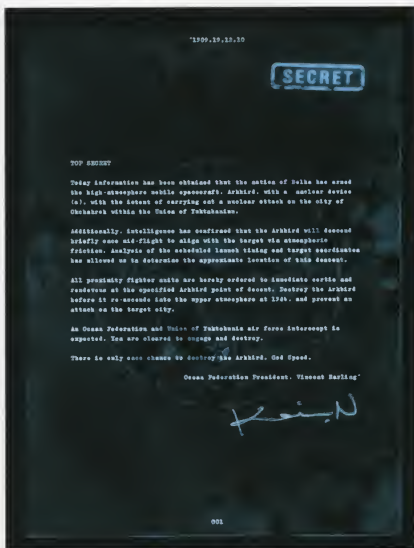 "1989.19.12.10
SECRET
TOP SECRET
Today information has been obtained that the nation of Belka has armed
the high-atmosphere mobile spacecraft, Arkbird, with a nuclear device
(s), with the intent of carrying out a nuclear attack on the city of
Okchabrsk within the Union of Yuktobanian.
Additionally, intelligence has confirmed that the Arkbird will descend
briefly once mid-flight to align with the target via atmospheric
friction. Analysis of the scheduled launch timing and target coordinates
has allowed us to determine the approximate location of this descent.
All proximity fighter units are hereby ordered to immediate sortie and
rendevous at the specified Arkbird point of decent. Destroy the Arkbird
before it re-ascends into the upper atmosphere at 1346, and prevent an
attack on the target city.
An Osean Federation and Union of Yuktobania air force intercept is
expected. You are cleared to engage and destroy.
There is only once chance to destroy the Arkbird. God Speed.
Osean Federation President, Vincent Harling"
001